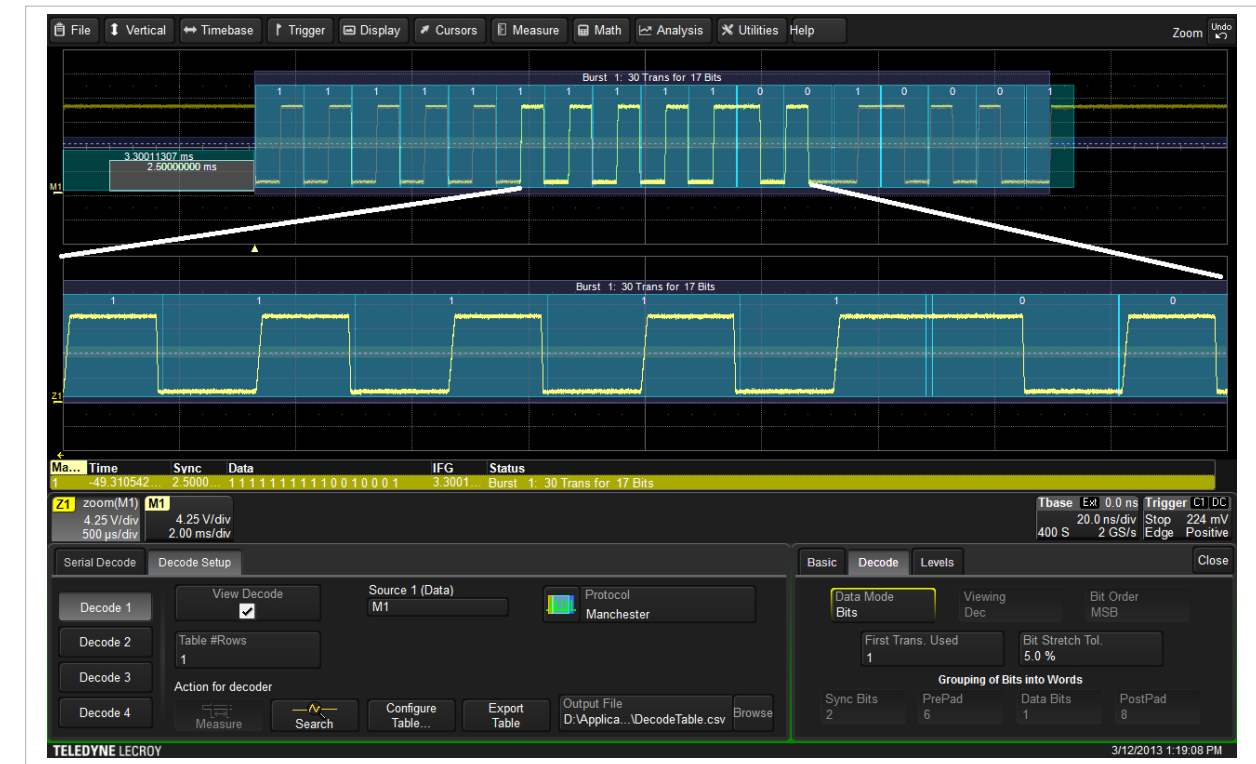 File Vertical Timebase Trigger Display Cursors Measure Math Analysis Utilities Help Zoom Undo
Burst 1: 30 Trans for 17 Bits
1 1 1 1 1 1 1 1 1 1 0 0 1 0 0 0 1
3.30011307 ms
2.50000000 ms
M1
Burst 1: 30 Trans for 17 Bits
1 1 1 1 1 0 0
Z1
Ma... Time Sync Data IFG Status
1 -49.310542... 2.5000... 1 1 1 1 1 1 1 1 1 1 0 0 1 0 0 0 1 3.3001... Burst 1: 30 Trans for 17 Bits
Z1 zoom(M1) M1
4.25 V/div 4.25 V/div
500 µs/div 2.00 ms/div
Tbase Ext 0.0 ns Trigger C1 DC
20.0 ns/div Stop 224 mV
400 S 2 GS/s Edge Positive
Serial Decode Decode Setup
Basic Decode Levels Close
Decode 1
Decode 2
Decode 3
Decode 4
View Decode
Source 1 (Data)
M1
Protocol
Manchester
Table #Rows
1
Action for decoder
Measure
Search
Configure Table...
Export Table
Output File
D:\Applica...\DecodeTable.csv
Browse
Data Mode
Bits
Viewing
Dec
Bit Order
MSB
First Trans. Used
1
Bit Stretch Tol.
5.0 %
Grouping of Bits into Words
Sync Bits
2
PrePad
6
Data Bits
1
PostPad
8
TELEDYNE LECROY
3/12/2013 1:19:08 PM